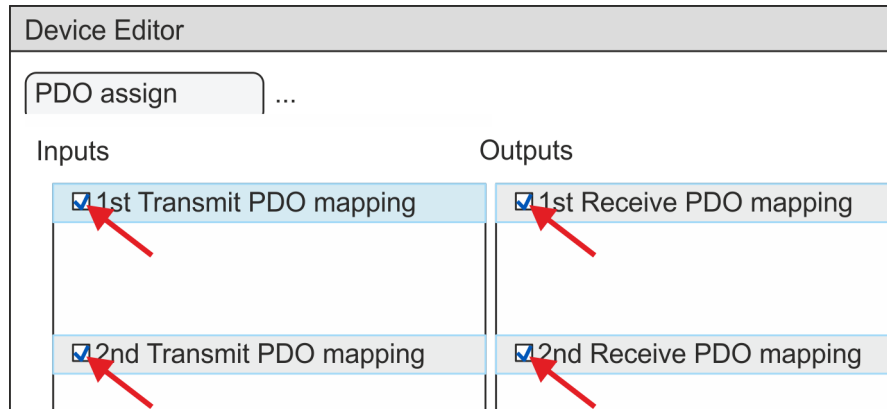 Device Editor
PDO assign ...
Inputs Outputs
1st Transmit PDO mapping 1st Receive PDO mapping
2nd Transmit PDO mapping 2nd Receive PDO mapping